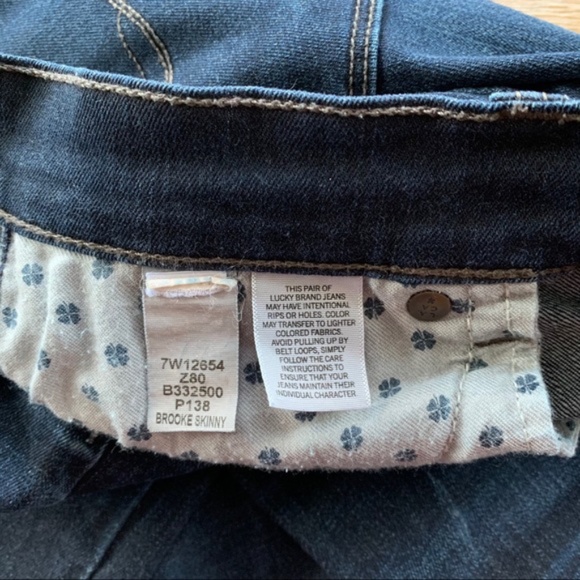 7W12654
Z80
B332500
P138
BROOKE SKINNY
THIS PAIR OF
LUCKY BRAND JEANS
MAY HAVE INTENTIONAL
RIPS OR HOLES. COLOR
MAY TRANSFER TO LIGHTER
COLORED FABRICS.
AVOID PULLING UP BY
BELT LOOPS, SIMPLY
FOLLOW THE CARE
INSTRUCTIONS TO
ENSURE THAT YOUR
JEANS MAINTAIN THEIR
INDIVIDUAL CHARACTER.